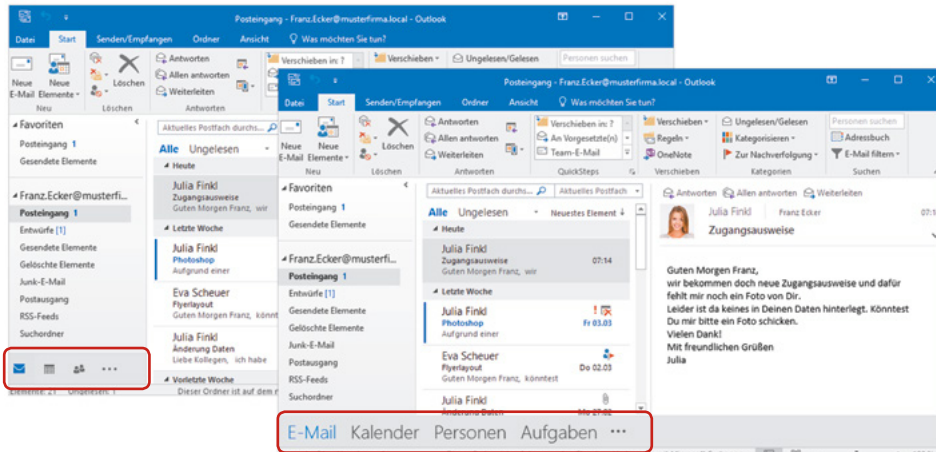 Posteingang - Franz.Ecker@musterfirma.local - Outlook
Datei Start Senden/Empfangen Ordner Ansicht Was möchten Sie tun?
Neue E-Mail
Neue Elemente
Neu
Löschen
Löschen
Antworten
Allen antworten
Weiterleiten
Antworten
Verschieben in: ?
Verschieben
Ungelesen/Gelesen
Personen suchen
Favoriten
Posteingang 1
Gesendete Elemente
Franz.Ecker@musterfi...
Posteingang 1
Entwürfe [1]
Gesendete Elemente
Gelöschte Elemente
Junk-E-Mail
Postausgang
RSS-Feeds
Suchordner
Elemente: 21 Ungelesen: 1
Aktuelles Postfach durchs...
Alle Ungelesen
Heute
Julia Finkl
Zugangsausweise
Guten Morgen Franz, wir
Letzte Woche
Julia Finkl
Photoshop
Aufgrund einer
Eva Scheuer
Flyerlayout
Guten Morgen Franz, könnt
Julia Finkl
Änderung Daten
Liebe Kollegen, ich habe
Vorletzte Woche
Dieser Ordner ist auf dem
Posteingang - Franz.Ecker@musterfirma.local - Outlook
Datei Start Senden/Empfangen Ordner Ansicht Was möchten Sie tun?
Neue E-Mail
Neue Elemente
Neu
Löschen
Löschen
Antworten
Allen antworten
Weiterleiten
Antworten
Verschieben in: ?
An Vorgesetzte(n)
Team-E-Mail
QuickSteps
Verschieben
Regeln
OneNote
Verschieben
Ungelesen/Gelesen
Kategorisieren
Zur Nachverfolgung
Kategorien
Personen suchen
Adressbuch
E-Mail filtern
Suchen
Favoriten
Posteingang 1
Gesendete Elemente
Franz.Ecker@musterfi...
Posteingang 1
Entwürfe [1]
Gesendete Elemente
Gelöschte Elemente
Junk-E-Mail
Postausgang
RSS-Feeds
Suchordner
Aktuelles Postfach durchs... Aktuelles Postfach
Alle Ungelesen Neuestes Element
Heute
Julia Finkl
Zugangsausweise 07:14
Guten Morgen Franz, wir
Letzte Woche
Julia Finkl
Photoshop Fr 03.03
Aufgrund einer
Eva Scheuer
Flyerlayout Do 02.03
Guten Morgen Franz, könntest
Julia Finkl
Änderung Daten Mo 27.02
Antworten Allen antworten Weiterleiten
Julia Finkl Franz Ecker
Zugangsausweise
Guten Morgen Franz,
wir bekommen doch neue Zugangsausweise und dafür
fehlt mir noch ein Foto von Dir.
Leider ist da keines in Deinen Daten hinterlegt. Könntest
Du mir bitte ein Foto schicken.
Vielen Dank!
Mit freundlichen Grüßen
Julia
E-Mail Kalender Personen Aufgaben ...